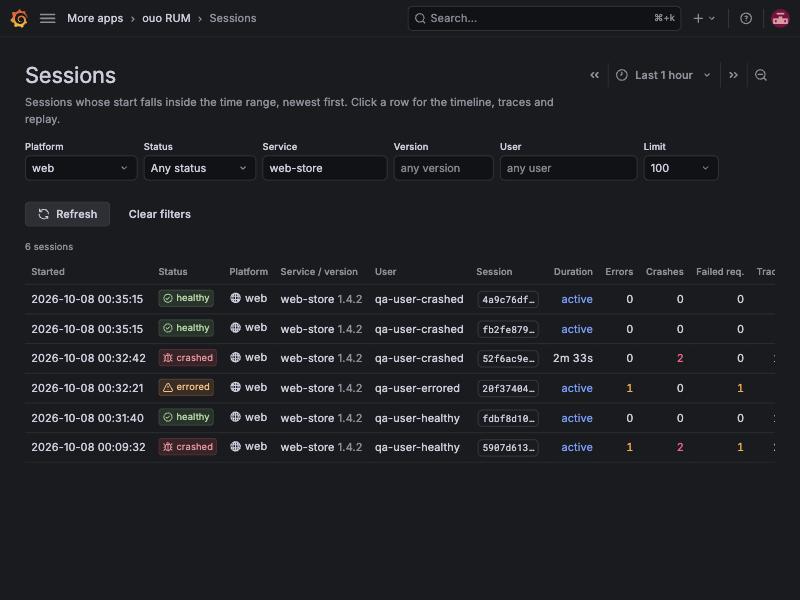 More apps › ouo RUM › Sessions
Search... ⌘+k
Sessions
Last 1 hour
Sessions whose start falls inside the time range, newest first. Click a row for the timeline, traces and
replay.
Platform Status Service Version User Limit
web Any status web-store any version any user 100
Refresh Clear filters
6 sessions
Started Status Platform Service / version User Session Duration Errors Crashes Failed req. Trac
2026-10-08 00:35:15 healthy web web-store 1.4.2 qa-user-crashed 4a9c76df… active 0 0 0
2026-10-08 00:35:15 healthy web web-store 1.4.2 qa-user-crashed fb2fe879… active 0 0 0
2026-10-08 00:32:42 crashed web web-store 1.4.2 qa-user-crashed 52f6ac9e… 2m 33s 0 2 0
2026-10-08 00:32:21 errored web web-store 1.4.2 qa-user-errored 20f37404… active 1 0 1
2026-10-08 00:31:40 healthy web web-store 1.4.2 qa-user-healthy fdbf8d10… active 0 0 0
2026-10-08 00:09:32 crashed web web-store 1.4.2 qa-user-healthy 5907d613… active 1 2 1